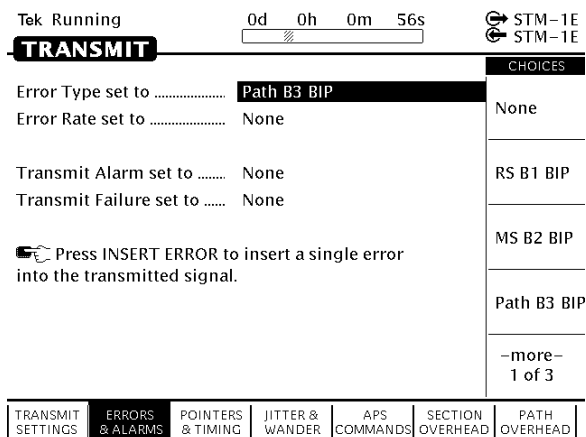 Tek Running 0d 0h 0m 56s STM–1E
STM–1E
TRANSMIT
CHOICES
Error Type set to .................... Path B3 BIP
Error Rate set to ..................... None
Transmit Alarm set to ........ None
Transmit Failure set to ...... None
Press INSERT ERROR to insert a single error
into the transmitted signal.
None
RS B1 BIP
MS B2 BIP
Path B3 BIP
–more–
1 of 3
TRANSMIT SETTINGS
ERRORS & ALARMS
POINTERS & TIMING
JITTER & WANDER
APS COMMANDS
SECTION OVERHEAD
PATH OVERHEAD